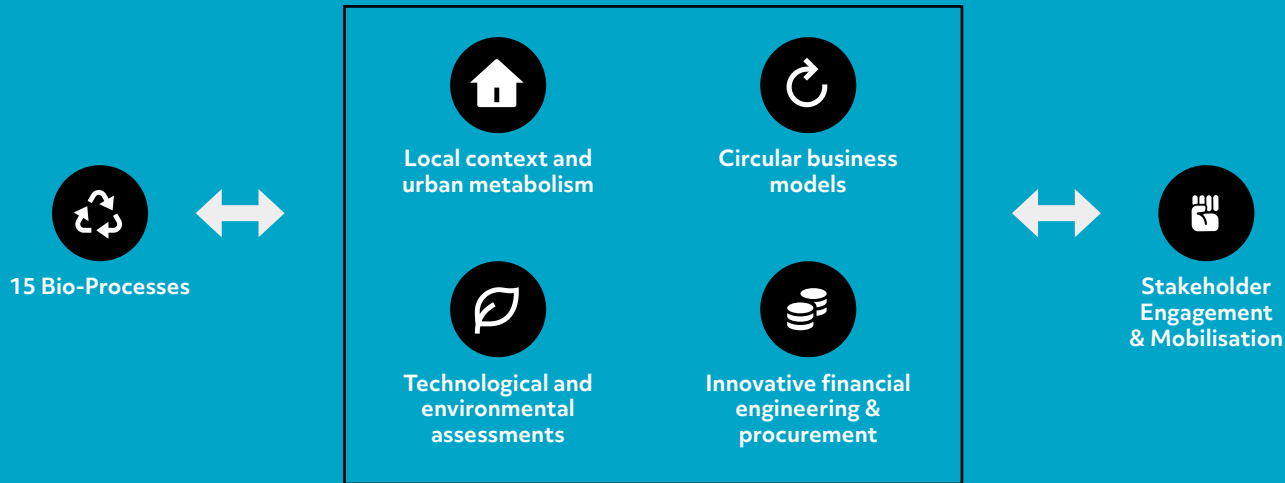 Local context and
urban metabolism
Circular business
models
15 Bio-Processes
Stakeholder
Engagement
& Mobilisation
Technological and
environmental
assessments
Innovative financial
engineering &
procurement